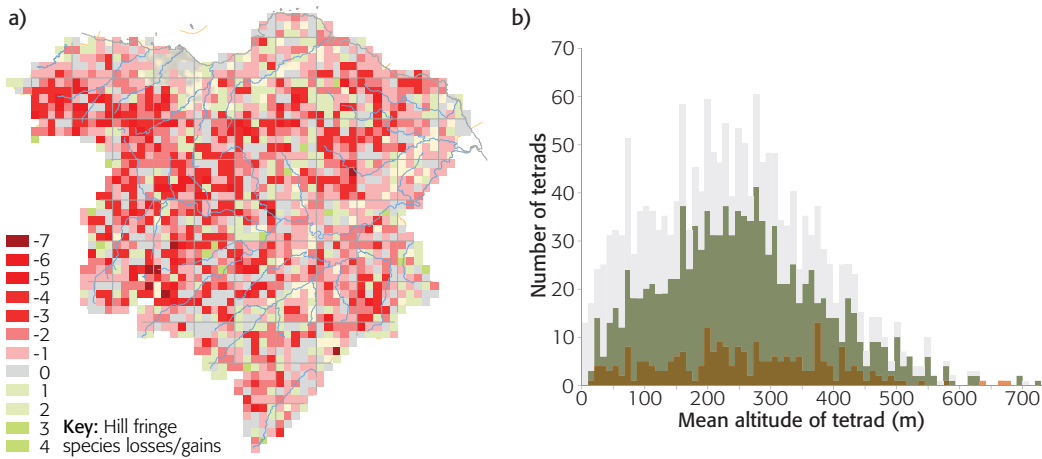 a)
-7
-6
-5
-4
-3
-2
-1
0
1
2
3 Key: Hill fringe
4 species losses/gains
b)
Number of tetrads
70
60
50
40
30
20
10
0
0 100 200 300 400 500 600 700
Mean altitude of tetrad (m)